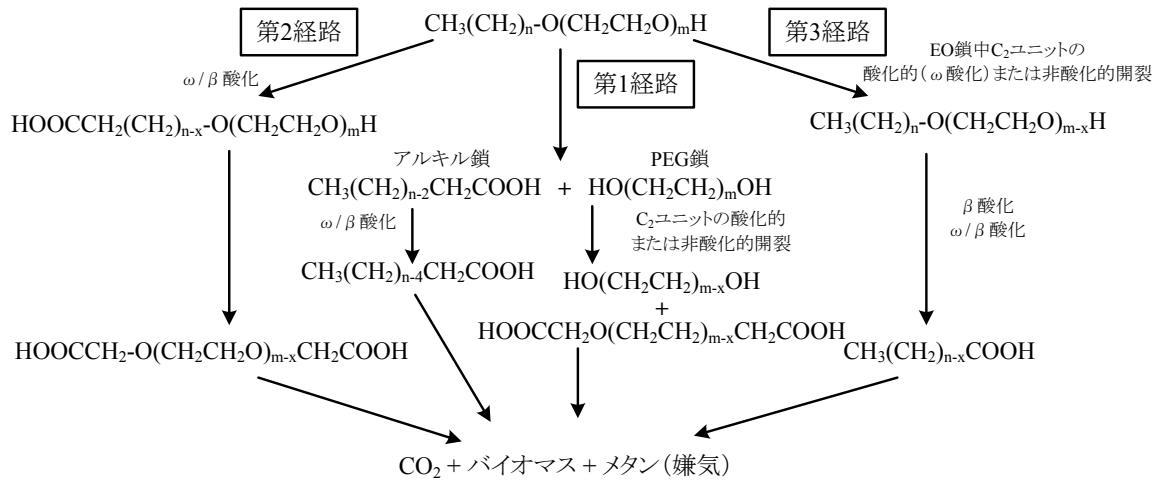 CH₃(CH₂)ₙ-O(CH₂CH₂O)ₘH
第2経路
第3経路
第1経路
ω/β 酸化
EO鎖中C₂ユニットの
酸化的(ω酸化)または非酸化的開裂
HOOCCH₂(CH₂)ₙ₋ₓ-O(CH₂CH₂O)ₘH
CH₃(CH₂)ₙ-O(CH₂CH₂O)ₘ₋ₓH
アルキル鎖
PEG鎖
CH₃(CH₂)ₙ₋₂CH₂COOH + HO(CH₂CH₂)ₘOH
ω/β 酸化
C₂ユニットの酸化的
または非酸化的開裂
β 酸化
ω/β 酸化
CH₃(CH₂)ₙ₋₄CH₂COOH
HO(CH₂CH₂)ₘ₋ₓOH
+
HOOCCH₂O(CH₂CH₂)ₘ₋ₓCH₂COOH
HOOCCH₂-O(CH₂CH₂O)ₘ₋ₓCH₂COOH
CH₃(CH₂)ₙ₋ₓCOOH
CO₂ + バイオマス + メタン(嫌気)